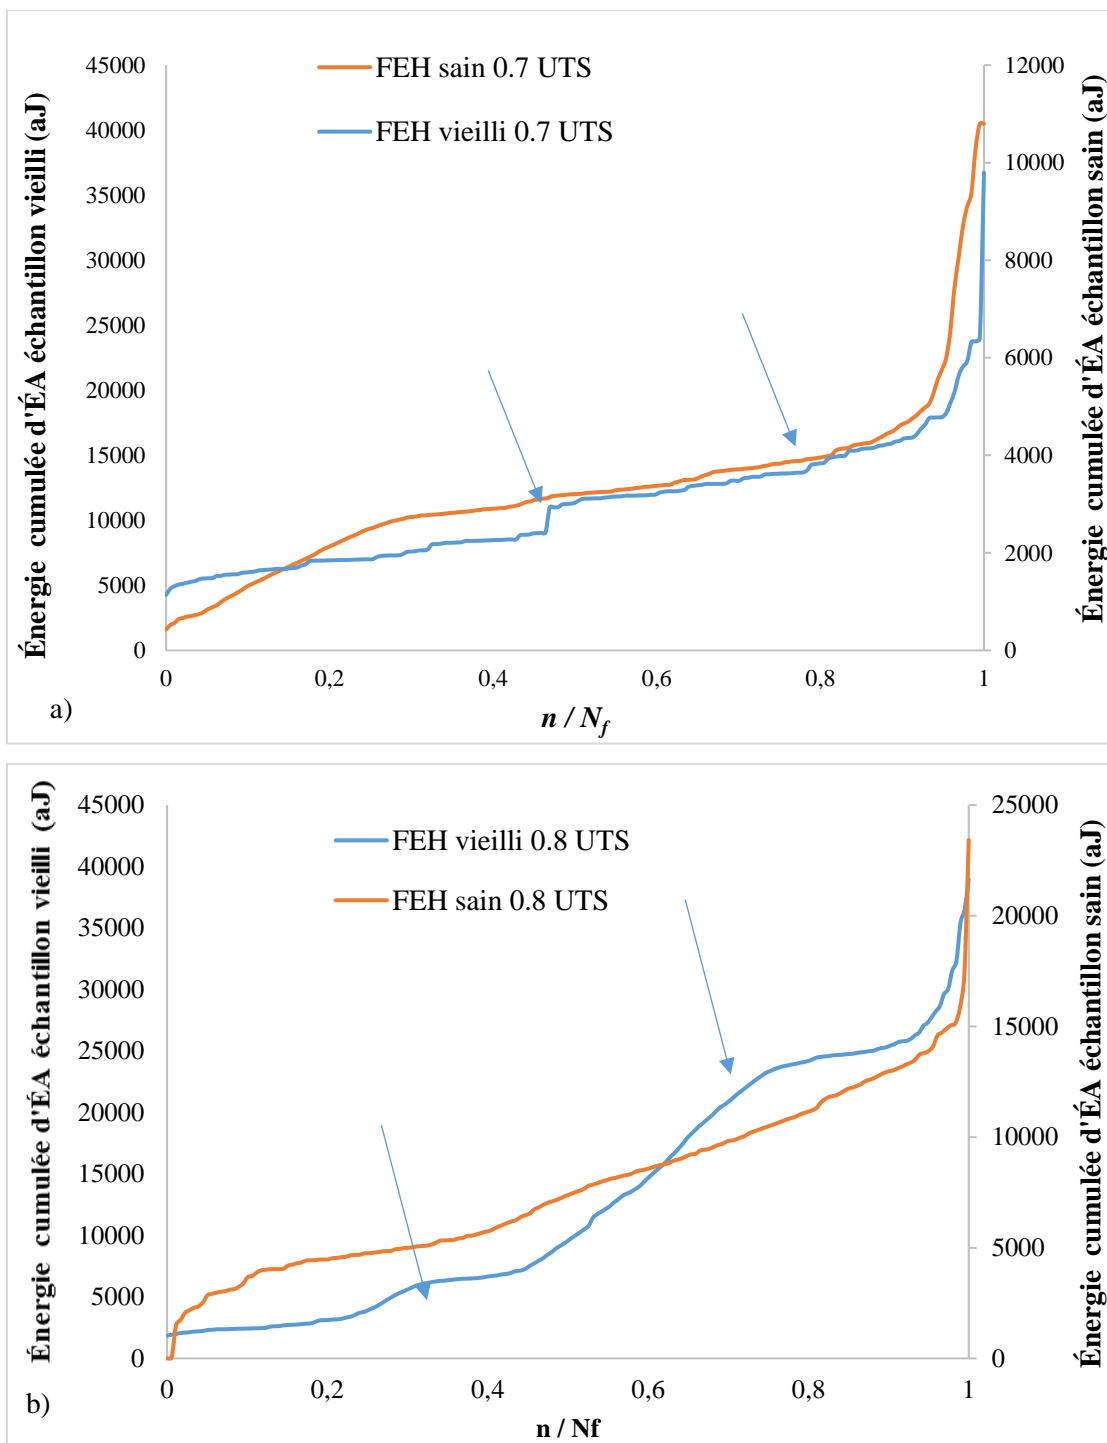 FEH sain 0.7 UTS
FEH vieilli 0.7 UTS
Énergie cumulée d'ÉA échantillon vieilli (aJ)
45000
40000
35000
30000
25000
20000
15000
10000
5000
0
12000
10000
8000
6000
4000
2000
0
Énergie cumulée d'ÉA échantillon sain (aJ)
0 0,2 0,4 0,6 0,8 1
n / Nf
a)
FEH vieilli 0.8 UTS
FEH sain 0.8 UTS
Énergie cumulée d'ÉA échantillon vieilli (aJ)
45000
40000
35000
30000
25000
20000
15000
10000
5000
0
25000
20000
15000
10000
5000
0
Énergie cumulée d'ÉA échantillon sain (aJ)
0 0,2 0,4 0,6 0,8 1
n / Nf
b)